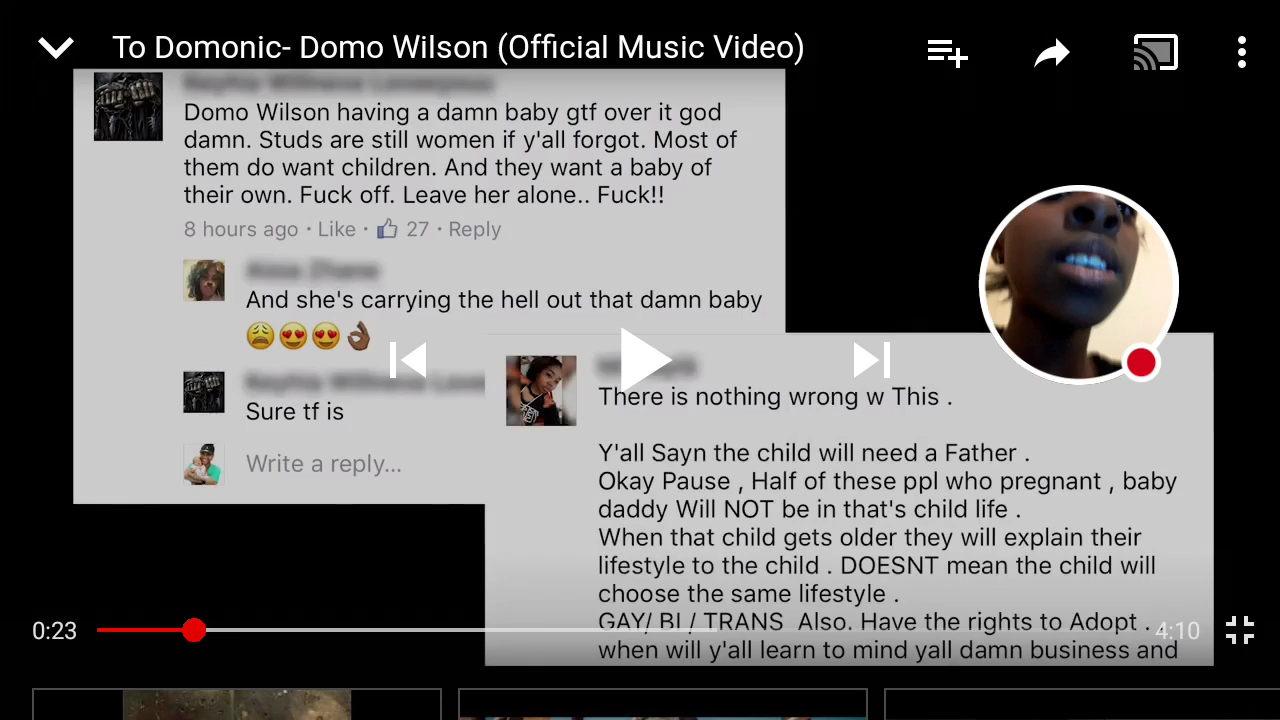 To Domonic- Domo Wilson (Official Music Video)
Domo Wilson having a damn baby gtf over it god
damn. Studs are still women if y'all forgot. Most of
them do want children. And they want a baby of
their own. Fuck off. Leave her alone.. Fuck!!
8 hours ago · Like · 27 · Reply
And she's carrying the hell out that damn baby
😩😍😍👌🏾
Sure tf is
Write a reply...
There is nothing wrong w This .
Y'all Sayn the child will need a Father .
Okay Pause , Half of these ppl who pregnant , baby
daddy Will NOT be in that's child life .
When that child gets older they will explain their
lifestyle to the child . DOESNT mean the child will
choose the same lifestyle .
GAY/ BI / TRANS Also. Have the rights to Adopt .
when will y'all learn to mind yall damn business and
0:23
4:10